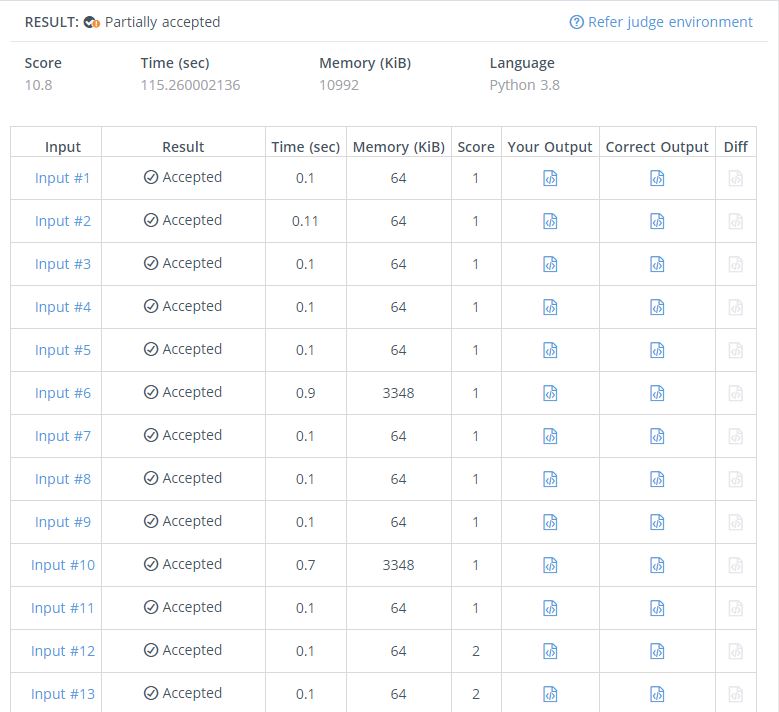 RESULT: Partially accepted
Refer judge environment
Score Time (sec) Memory (KiB) Language
10.8 115.260002136 10992 Python 3.8
Input Result Time (sec) Memory (KiB) Score Your Output Correct Output Diff
Input #1 Accepted 0.1 64 1
Input #2 Accepted 0.11 64 1
Input #3 Accepted 0.1 64 1
Input #4 Accepted 0.1 64 1
Input #5 Accepted 0.1 64 1
Input #6 Accepted 0.9 3348 1
Input #7 Accepted 0.1 64 1
Input #8 Accepted 0.1 64 1
Input #9 Accepted 0.1 64 1
Input #10 Accepted 0.7 3348 1
Input #11 Accepted 0.1 64 1
Input #12 Accepted 0.1 64 2
Input #13 Accepted 0.1 64 2